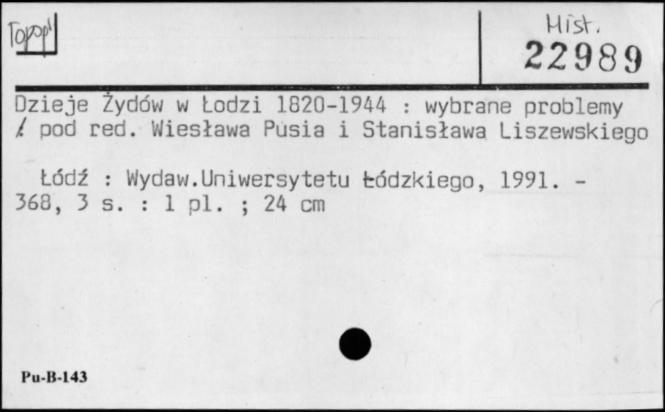 Topogr
Hist.
22989
Dzieje Żydów w Łodzi 1820-1944 : wybrane problemy
/ pod red. Wiesława Pusia i Stanisława Liszewskiego
Łódź : Wydaw.Uniwersytetu Łódzkiego, 1991. -
368, 3 s. : 1 pl. ; 24 cm
Pu-B-143